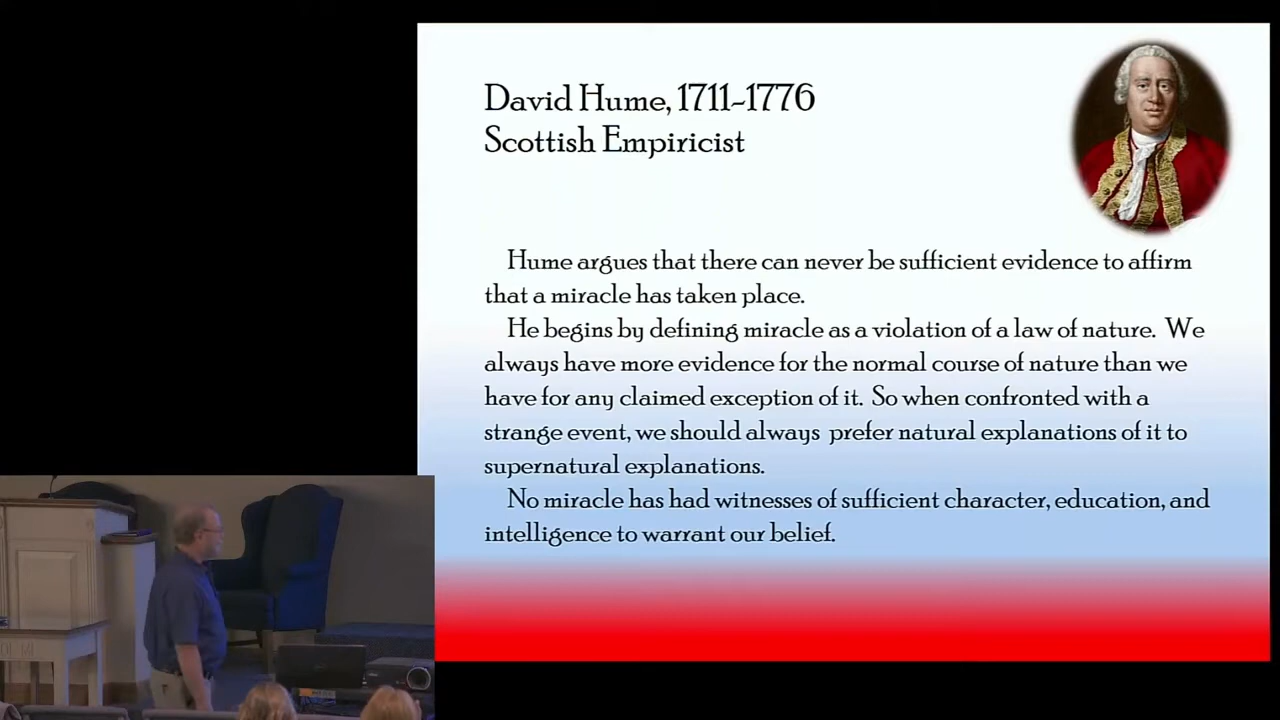 David Hume, 1711-1776
Scottish Empiricist
Hume argues that there can never be sufficient evidence to affirm
that a miracle has taken place.
He begins by defining miracle as a violation of a law of nature. We
always have more evidence for the normal course of nature than we
have for any claimed exception of it. So when confronted with a
strange event, we should always prefer natural explanations of it to
supernatural explanations.
No miracle has had witnesses of sufficient character, education, and
intelligence to warrant our belief.